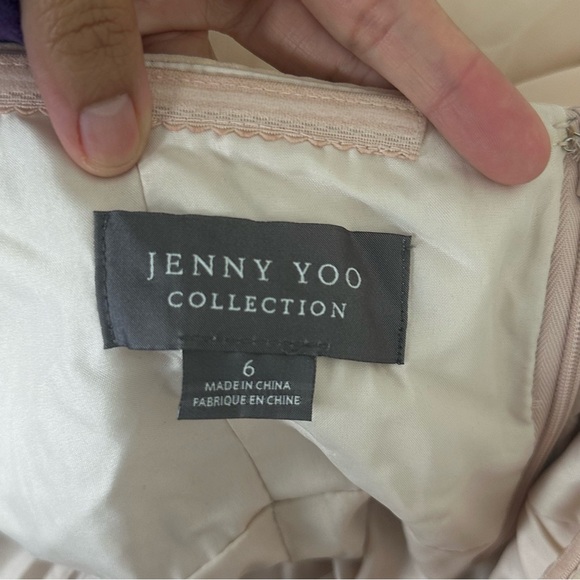 JENNY YOO
COLLECTION
6
MADE IN CHINA
FABRIQUE EN CHINE